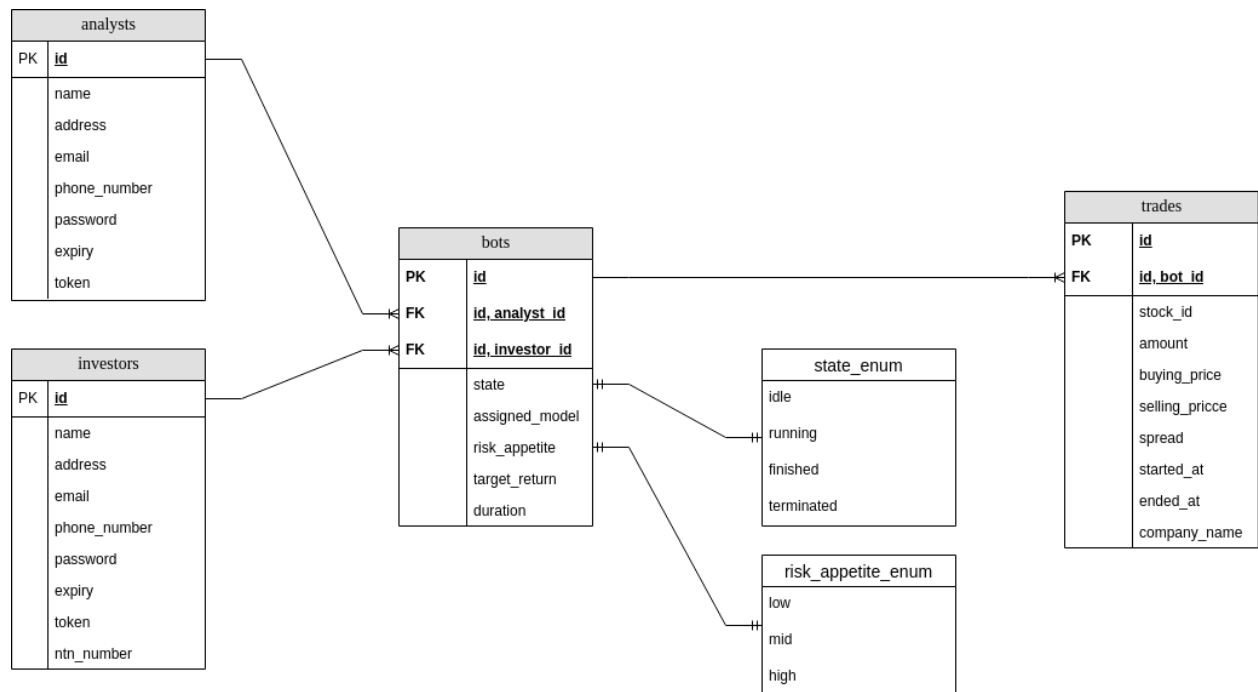 analysts
PK id
name
address
email
phone_number
password
expiry
token
investors
PK id
name
address
email
phone_number
password
expiry
token
ntn_number
bots
PK id
FK id, analyst_id
FK id, investor_id
state
assigned_model
risk_appetite
target_return
duration
state_enum
idle
running
finished
terminated
risk_appetite_enum
low
mid
high
trades
PK id
FK id, bot_id
stock_id
amount
buying_price
selling_pricce
spread
started_at
ended_at
company_name